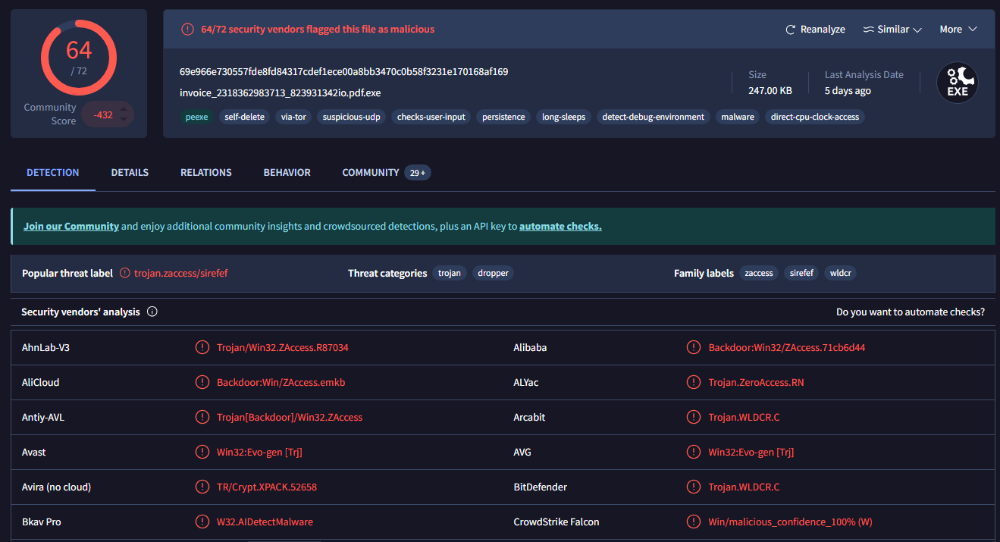 64
/ 72
Community Score
-432
64/72 security vendors flagged this file as malicious
Reanalyze
Similar
More
69e966e730557fde8fd84317cdef1ece00a8bb3470c0b58f3231e170168af169
invoice_2318362983713_823931342io.pdf.exe
Size
247.00 KB
Last Analysis Date
5 days ago
EXE
peexe self-delete via-tor suspicious-udp checks-user-input persistence long-sleeps detect-debug-environment malware direct-cpu-clock-access
DETECTION DETAILS RELATIONS BEHAVIOR COMMUNITY 29+
Join our Community and enjoy additional community insights and crowdsourced detections, plus an API key to automate checks.
Popular threat label trojan.zaccess/sirefef Threat categories trojan dropper Family labels zaccess sirefef wldcr
Security vendors' analysis Do you want to automate checks?
AhnLab-V3 Trojan/Win32.ZAccess.R87034 Alibaba Backdoor:Win32/ZAccess.71cb6d44
AliCloud Backdoor:Win/ZAccess.emkb ALYac Trojan.ZeroAccess.RN
Antiy-AVL Trojan[Backdoor]/Win32.ZAccess Arcabit Trojan.WLDCR.C
Avast Win32:Evo-gen [Trj] AVG Win32:Evo-gen [Trj]
Avira (no cloud) TR/Crypt.XPACK.52658 BitDefender Trojan.WLDCR.C
Bkav Pro W32.AIDetectMalware CrowdStrike Falcon Win/malicious_confidence_100% (W)